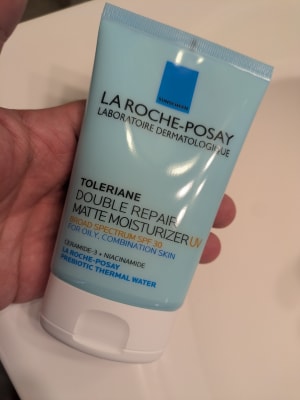 LA ROCHE-POSAY
LABORATOIRE DERMATOLOGIQUE
TOLERIANE
DOUBLE REPAIR
MATTE MOISTURIZER UV
BROAD SPECTRUM SPF 30
FOR OILY, COMBINATION SKIN
CERAMIDE-3 + NIACINAMIDE
LA ROCHE-POSAY
PREBIOTIC THERMAL WATER